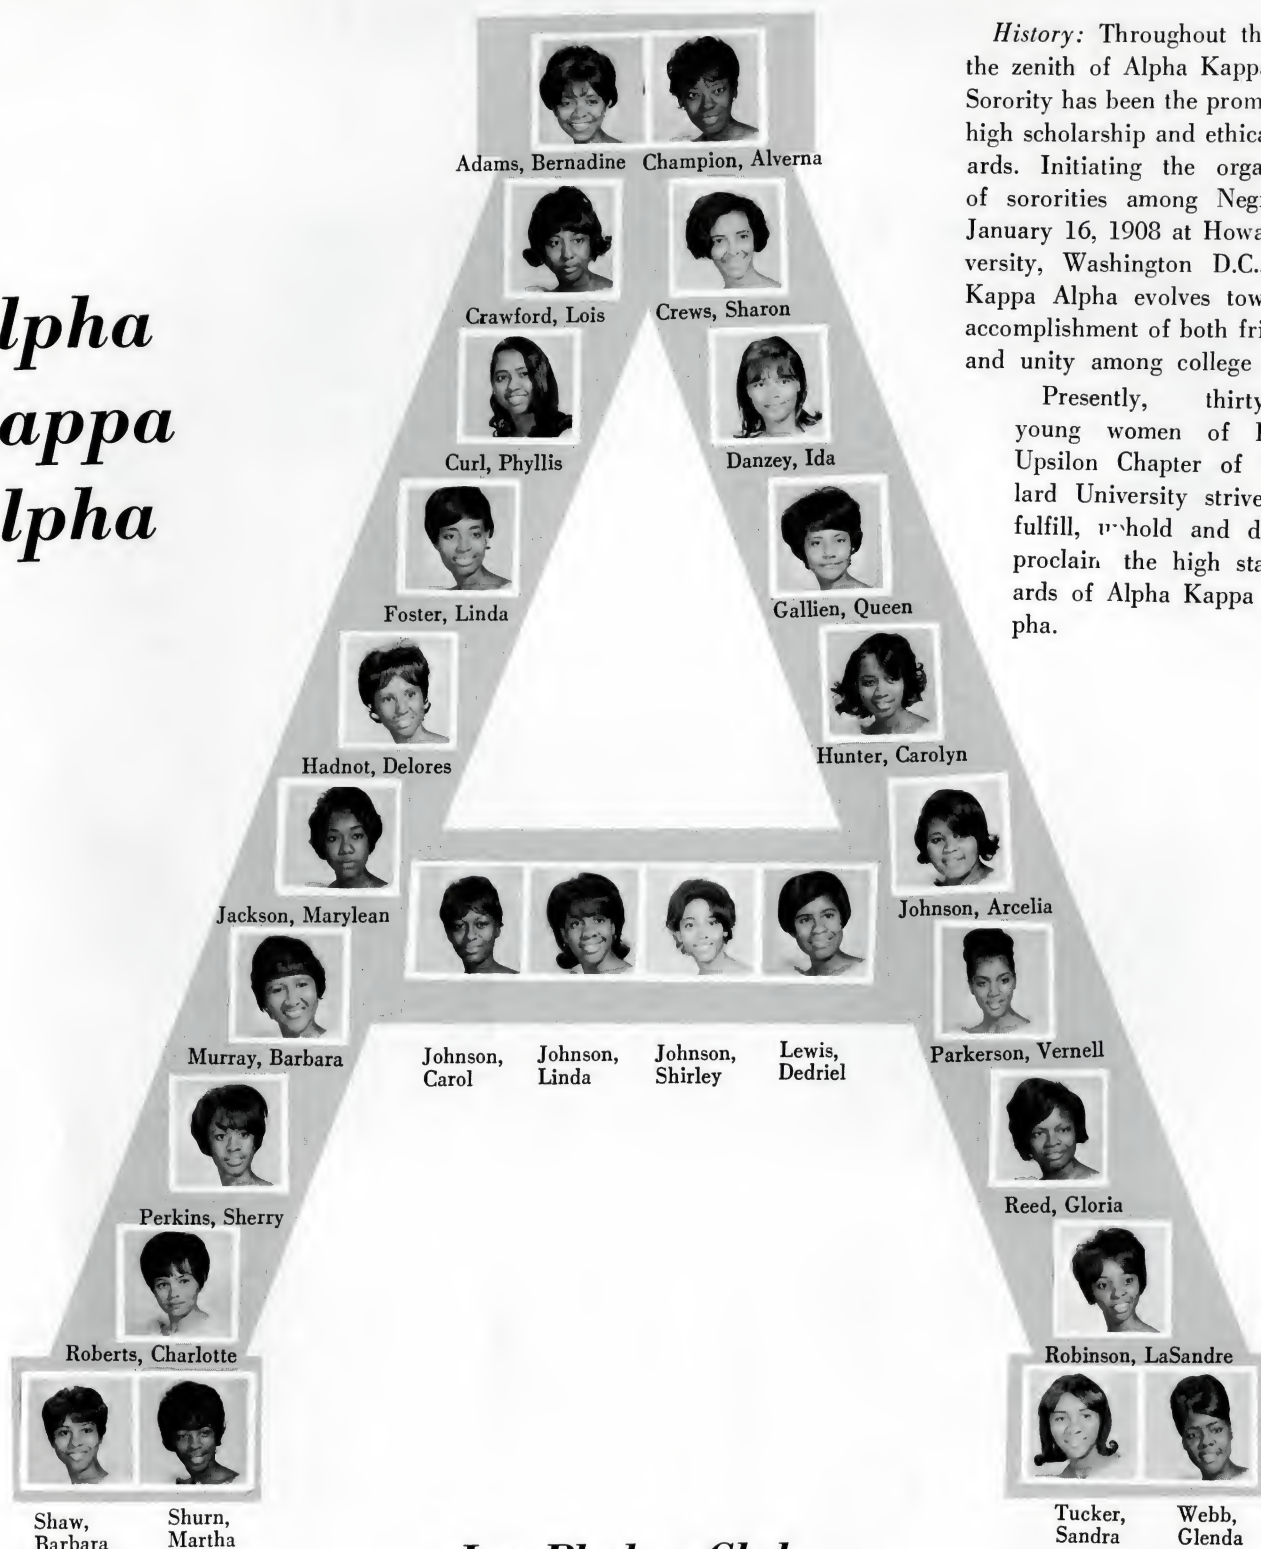 lpha
appa
lpha
History: Throughout th
the zenith of Alpha Kapp
Sorority has been the prom
high scholarship and ethica
ards. Initiating the orga
of sororities among Neg
January 16, 1908 at Howa
versity, Washington D.C.
Kappa Alpha evolves tow
accomplishment of both fri
and unity among college
Presently, thirty
young women of
Upsilon Chapter of
lard University strive
fulfill, hold and d
proclaim the high sta
ards of Alpha Kappa
pha.
Adams, Bernadine Champion, Alverna
Crawford, Lois Crews, Sharon
Curl, Phyllis Danzey, Ida
Foster, Linda Gallien, Queen
Hadnot, Delores Hunter, Carolyn
Jackson, Marylean Johnson, Arcelia
Murray, Barbara Parkerson, Vernell
Johnson, Carol
Johnson, Linda
Johnson, Shirley
Lewis, Dedriel
Perkins, Sherry Reed, Gloria
Roberts, Charlotte Robinson, LaSandre
Shaw, Barbara
Shurn, Martha
Tucker, Sandra
Webb, Glenda